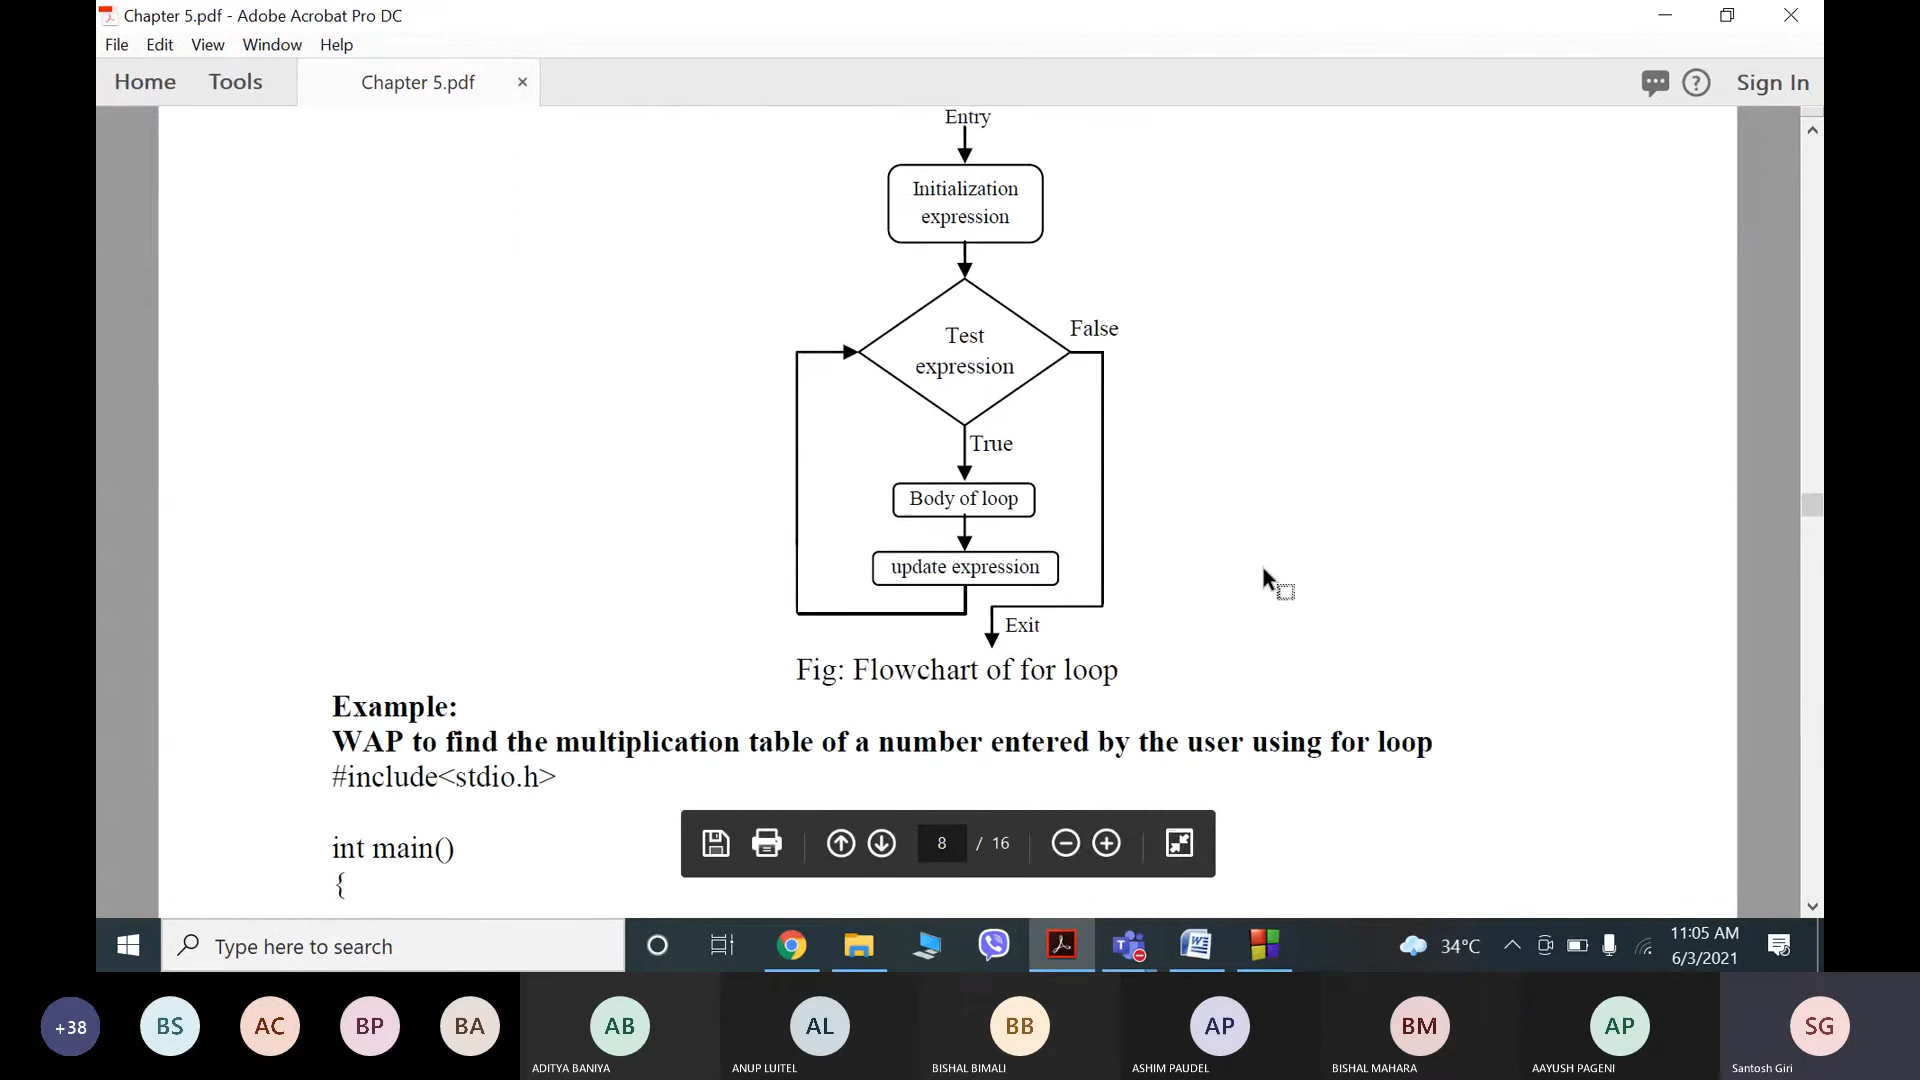 Chapter 5.pdf - Adobe Acrobat Pro DC
File Edit View Window Help
Home Tools Chapter 5.pdf × ? Sign In
Entry
Initialization
expression
Test
expression
False
True
Body of loop
update expression
Exit
Fig: Flowchart of for loop
Example:
WAP to find the multiplication table of a number entered by the user using for loop
#include<stdio.h>
int main()
{
8 / 16
Type here to search
34°C
11:05 AM
6/3/2021
+38 BS AC BP BA AB AL BB AP BM AP SG
ADITYA BANIYA ANUP LUITEL BISHAL BIMALI ASHIM PAUDEL BISHAL MAHARA AAYUSH PAGENI Santosh Giri